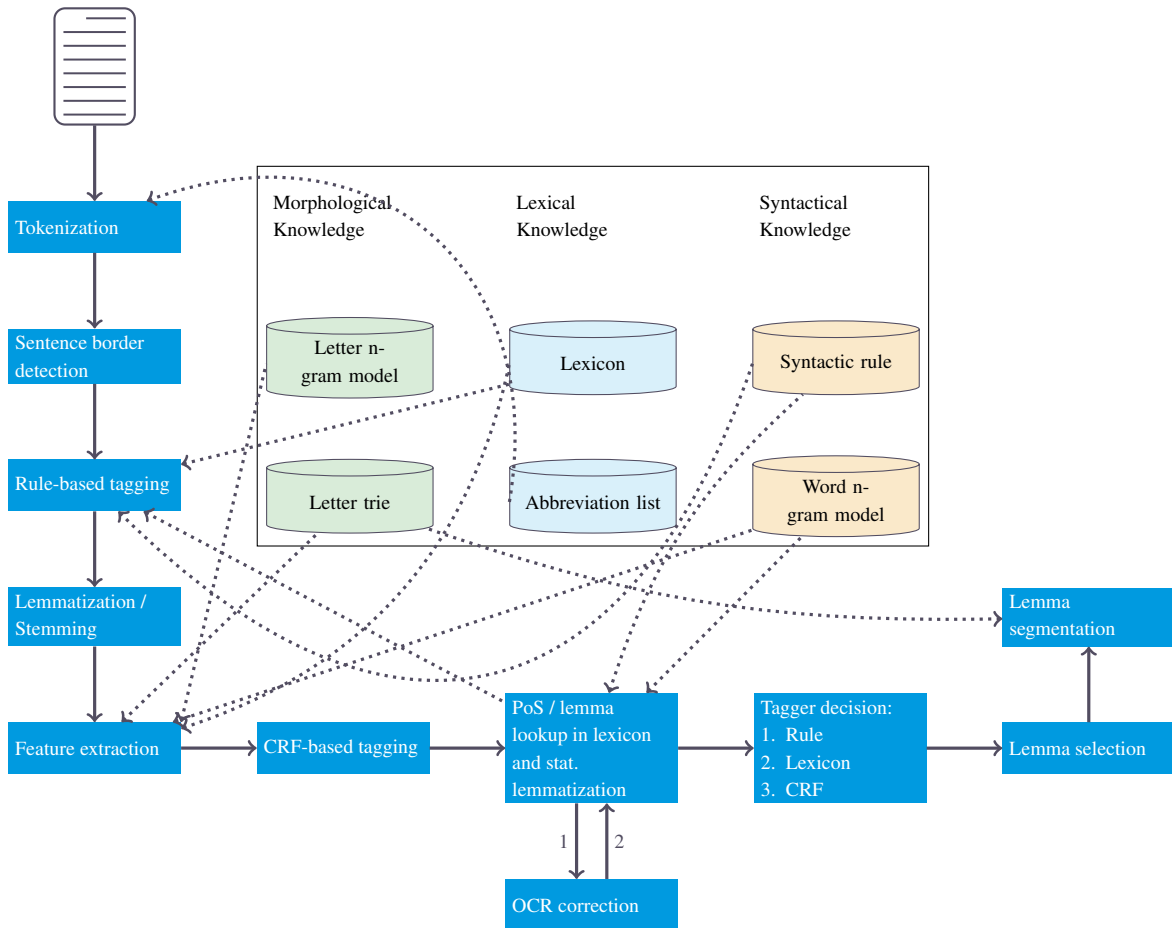 Morphological
Knowledge
Lexical
Knowledge
Syntactical
Knowledge
Tokenization
Sentence border
detection
Letter n-
gram model
Lexicon
Syntactic rule
Rule-based tagging
Letter trie
Abbreviation list
Word n-
gram model
Lemmatization /
Stemming
Lemma
segmentation
Feature extraction
CRF-based tagging
PoS / lemma
lookup in lexicon
and stat.
lemmatization
Tagger decision:
1. Rule
2. Lexicon
3. CRF
Lemma selection
1
2
OCR correction